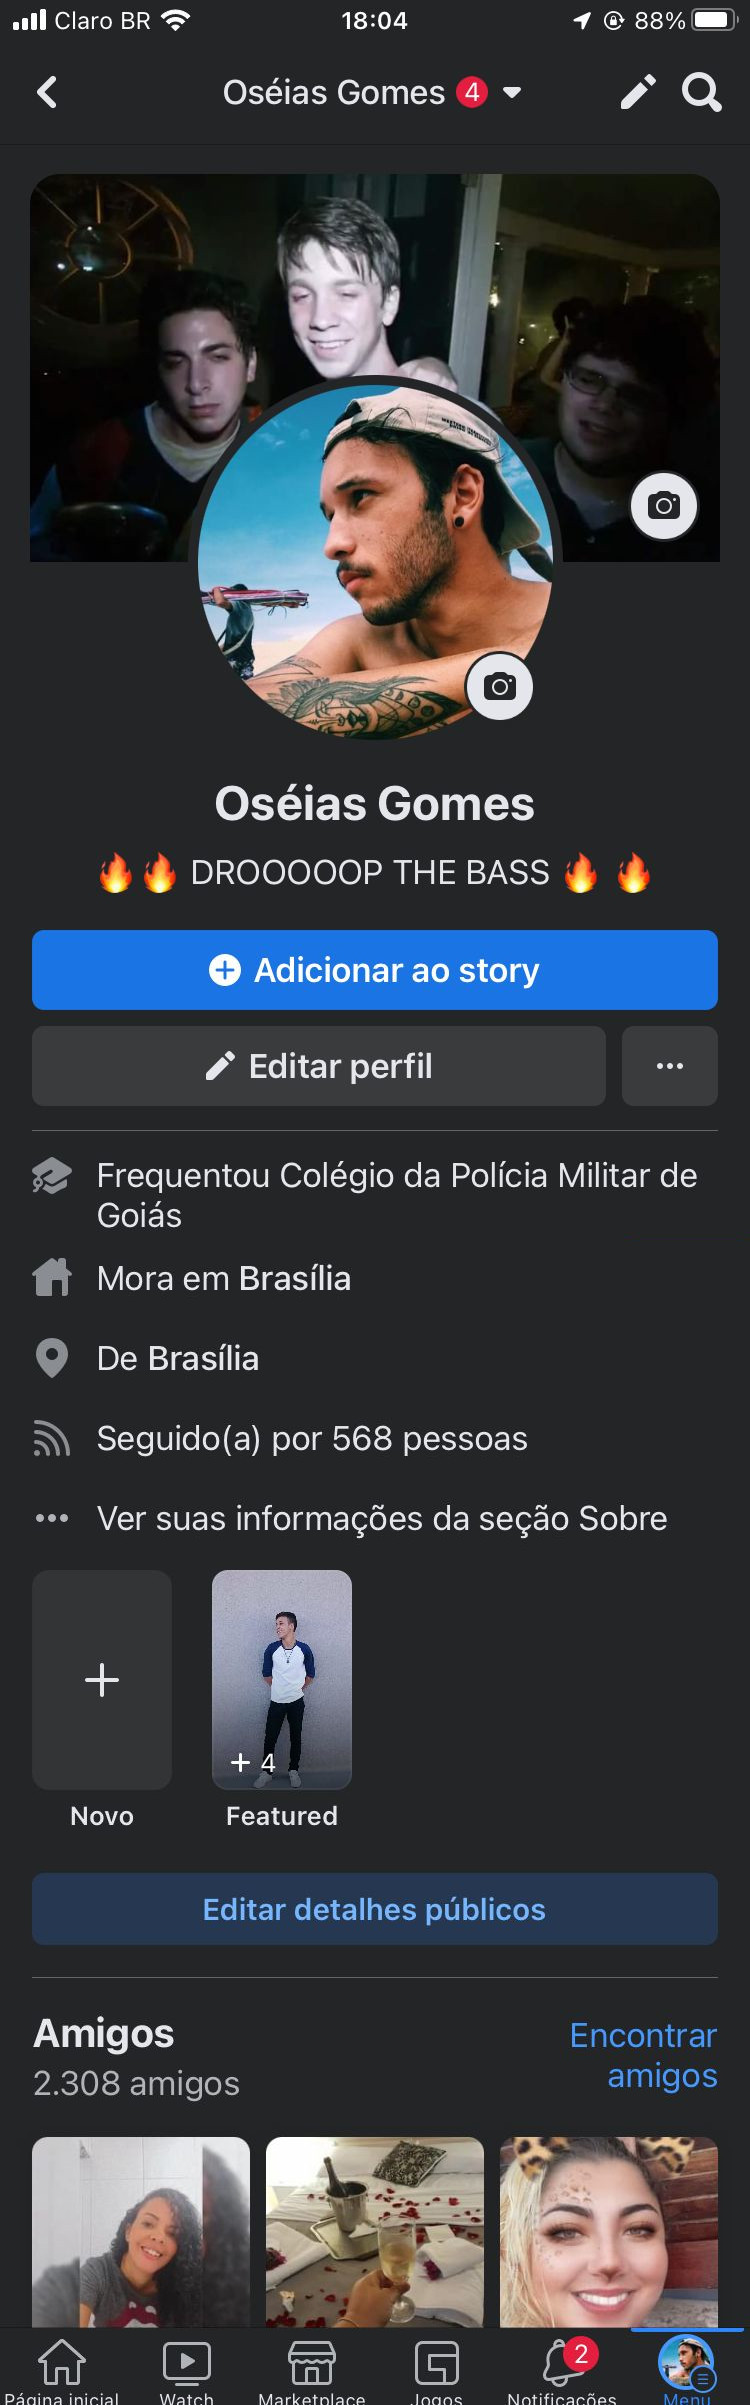 Claro BR 18:04 88%
Oséias Gomes 4
Oséias Gomes
🔥🔥 DROOOOOP THE BASS 🔥 🔥
Adicionar ao story
Editar perfil
Frequentou Colégio da Polícia Militar de
Goiás
Mora em Brasília
De Brasília
Seguido(a) por 568 pessoas
Ver suas informações da seção Sobre
+ 4
Novo Featured
Editar detalhes públicos
Amigos
2.308 amigos
Encontrar
amigos
2
Página inicial Watch Marketplace Jogos Notificações Menu